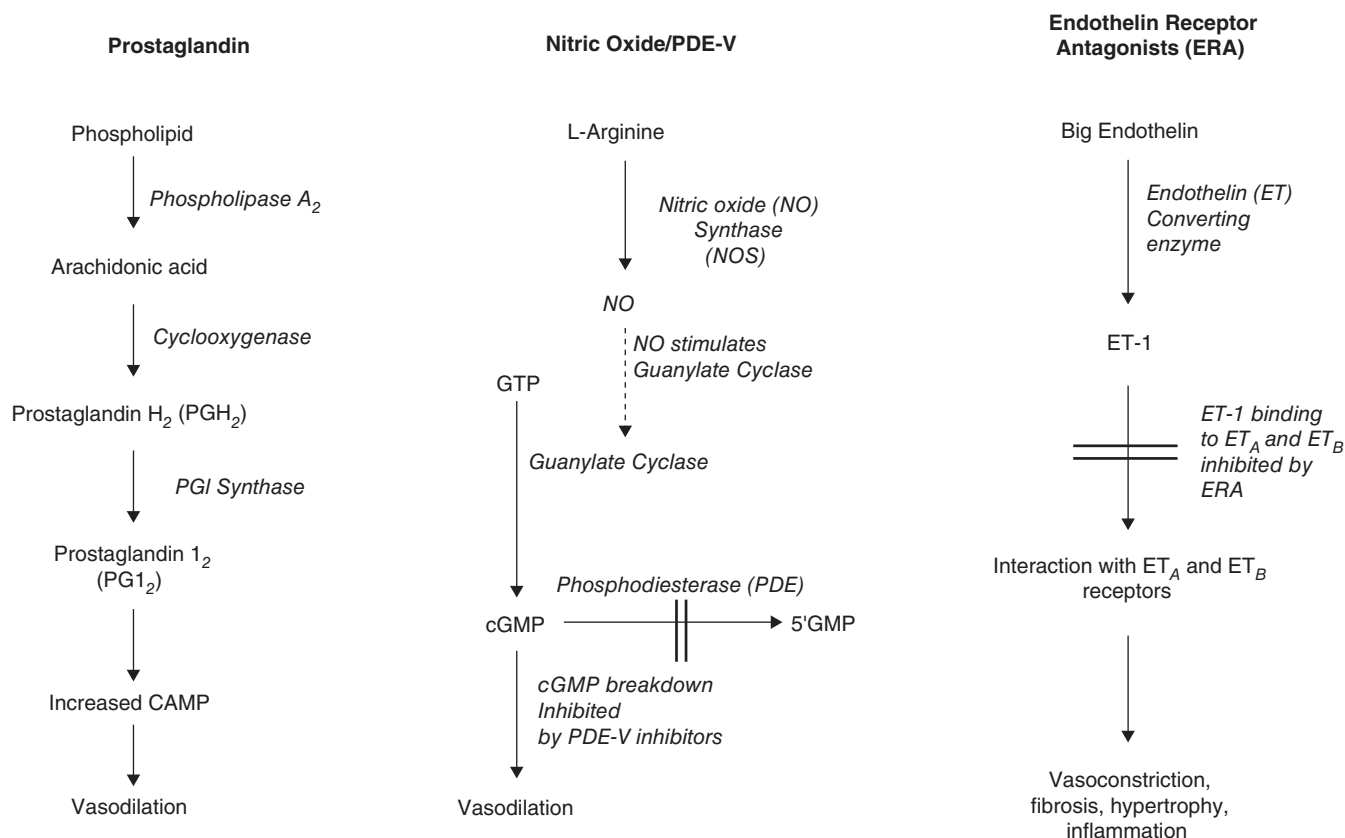 Prostaglandin
Phospholipid
Phospholipase A2
Arachidonic acid
Cyclooxygenase
Prostaglandin H2 (PGH2)
PGI Synthase
Prostaglandin 12
(PG12)
Increased CAMP
Vasodilation
Nitric Oxide/PDE-V
L-Arginine
Nitric oxide (NO)
Synthase
(NOS)
NO
NO stimulates
Guanylate Cyclase
GTP
Guanylate Cyclase
Phosphodiesterase (PDE)
cGMP
5'GMP
cGMP breakdown
Inhibited
by PDE-V inhibitors
Vasodilation
Endothelin Receptor
Antagonists (ERA)
Big Endothelin
Endothelin (ET)
Converting
enzyme
ET-1
ET-1 binding
to ETA and ETB
inhibited by
ERA
Interaction with ETA and ETB
receptors
Vasoconstriction,
fibrosis, hypertrophy,
inflammation